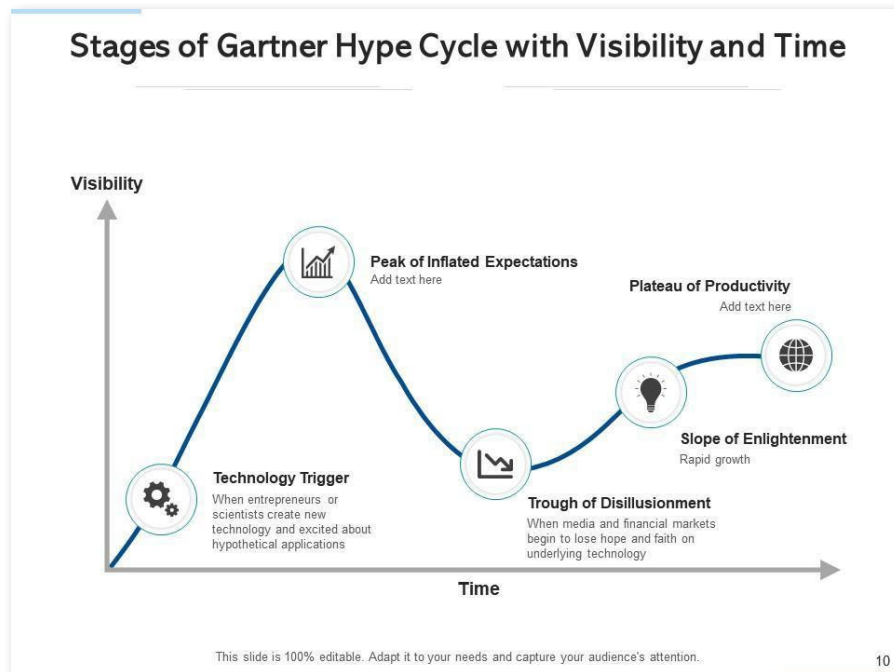 Stages of Gartner Hype Cycle with Visibility and Time
Visibility
Peak of Inflated Expectations
Add text here
Plateau of Productivity
Add text here
Slope of Enlightenment
Rapid growth
Technology Trigger
When entrepreneurs or
scientists create new
technology and excited about
hypothetical applications
Trough of Disillusionment
When media and financial markets
begin to lose hope and faith on
underlying technology
Time
This slide is 100% editable. Adapt it to your needs and capture your audience's attention.
10